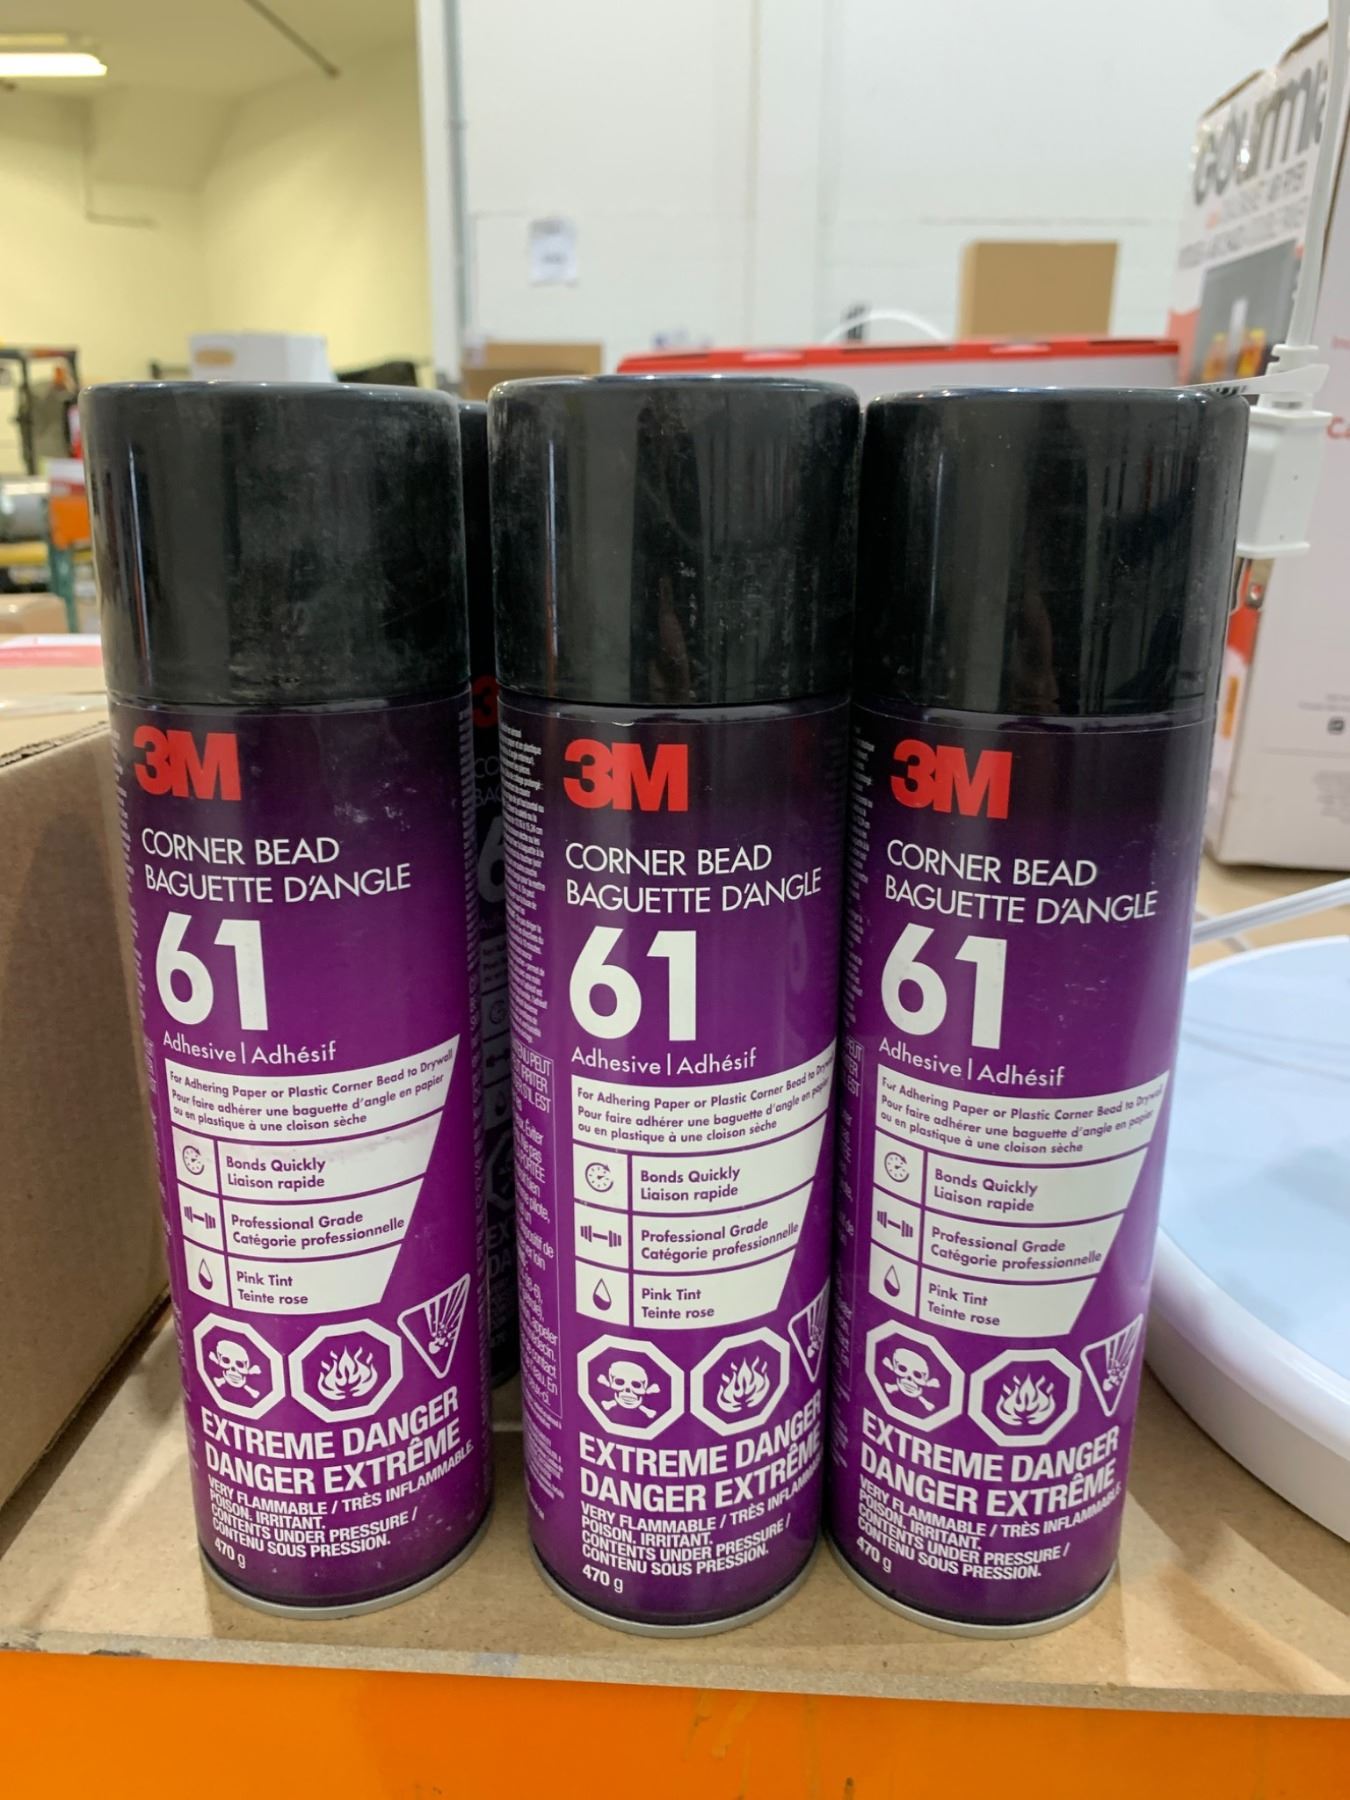 Gourmia
3M
CORNER BEAD
BAGUETTE D'ANGLE
61
Adhesive | Adhésif
For Adhering Paper or Plastic Corner Bead to Drywall
Pour faire adhérer une baguette d'angle en papier
ou en plastique à une cloison sèche
Bonds Quickly
Liaison rapide
Professional Grade
Catégorie professionnelle
Pink Tint
Teinte rose
EXTREME DANGER
DANGER EXTRÊME
VERY FLAMMABLE / TRÈS INFLAMMABLE.
POISON. IRRITANT.
CONTENTS UNDER PRESSURE /
CONTENU SOUS PRESSION.
470 g
3M
CORNER BEAD
BAGUETTE D'ANGLE
61
Adhesive | Adhésif
For Adhering Paper or Plastic Corner Bead to Drywall
Pour faire adhérer une baguette d'angle en papier
ou en plastique à une cloison sèche
Bonds Quickly
Liaison rapide
Professional Grade
Catégorie professionnelle
Pink Tint
Teinte rose
EXTREME DANGER
DANGER EXTRÊME
VERY FLAMMABLE / TRÈS INFLAM
POISON. IRRITANT.
CONTENTS UNDER PRESSURE /
CONTENU SOUS PRESSION.
470 g
3M
CORNER BEAD
BAGUETTE D'ANGLE
61
Adhesive | Adhésif
For Adhering Paper or Plastic Corner Bead to Drywall
Pour faire adhérer une baguette d'angle en papier
ou en plastique à une cloison sèche
Bonds Quickly
Liaison rapide
Professional Grade
Catégorie professionnelle
Pink Tint
Teinte rose
EXTREME DANGER
DANGER EXTRÊME
VERY FLAMMABLE / TRÈS INFLAMMABLE.
POISON. IRRITANT.
CONTENTS UNDER PRESSURE /
CONTENU SOUS PRESSION.
470 g